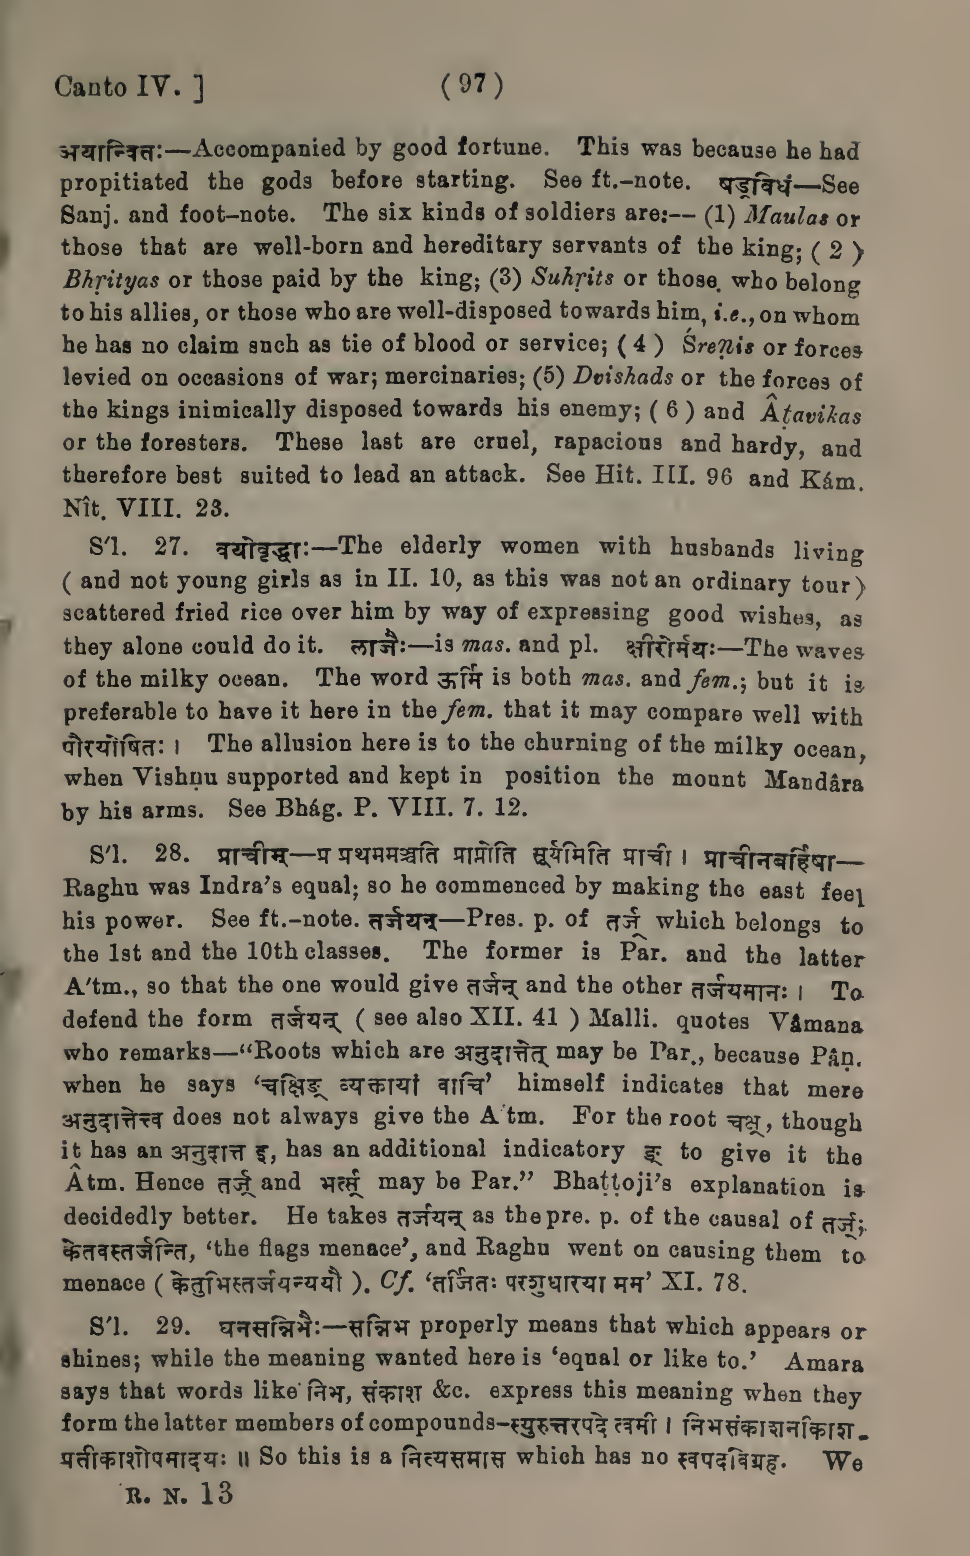 Canto IV. ] (97)
अयान्वितः—Accompanied by good fortune. This was because he had
propitiated the gods before starting. See ft.-note. षड्विधं—See
Sanj. and foot-note. The six kinds of soldiers are:-- (1) Maulas or
those that are well-born and hereditary servants of the king; ( 2 )
Bhṛityas or those paid by the king; (3) Suhṛits or those, who belong
to his allies, or those who are well-disposed towards him, i.e., on whom
he has no claim snch as tie of blood or service; ( 4 ) Śreṇis or forces
levied on occasions of war; mercinaries; (5) Dvishads or the forces of
the kings inimically disposed towards his enemy; ( 6 ) and Âṭavikas
or the foresters. These last are cruel, rapacious and hardy, and
therefore best suited to lead an attack. See Hit. III. 96 and Kám.
Nît. VIII. 23.
S'l. 27. वयोवृद्धाः—The elderly women with husbands living
( and not young girls as in II. 10, as this was not an ordinary tour )
scattered fried rice over him by way of expressing good wishes, as
they alone could do it. लाजैः—is mas. and pl. क्षीरोर्मयः—The waves
of the milky ocean. The word ऊर्मि is both mas. and fem.; but it is
preferable to have it here in the fem. that it may compare well with
पौरयोषितः । The allusion here is to the churning of the milky ocean,
when Vishṇu supported and kept in position the mount Mandâra
by his arms. See Bhág. P. VIII. 7. 12.
S'l. 28. प्राचीम्—प्र प्रथममञ्चति प्राप्नोति सूर्यमिति प्राची । प्राचीनबर्हिषा—
Raghu was Indra's equal; so he commenced by making the east feel
his power. See ft.-note. तर्जयन्—Pres. p. of तर्ज् which belongs to
the 1st and the 10th classes. The former is Par. and the latter
A'tm., so that the one would give तर्जन् and the other तर्जयमानः । To
defend the form तर्जयन् ( see also XII. 41 ) Malli. quotes Vâmana
who remarks—“Roots which are अनुदात्तेत् may be Par., because Pâṇ.
when he says ‘चक्षिङ् व्यक्तायां वाचि’ himself indicates that mere
अनुदात्तेत्त्व does not always give the A'tm. For the root चक्ष्, though
it has an अनुदात्त इ, has an additional indicatory ङ् to give it the
Âtm. Hence तर्ज् and भर्त्स् may be Par.” Bhaṭṭoji's explanation is
decidedly better. He takes तर्जयन् as the pre. p. of the causal of तर्ज्;
केतवस्तर्जन्ति, ‘the flags menace’, and Raghu went on causing them to
menace ( केतुभिस्तर्जयन्ययौ ). Cf. ‘तर्जितः परशुधारया मम’ XI. 78.
S'l. 29. घनसन्निभैः—सन्निभ properly means that which appears or
shines; while the meaning wanted here is ‘equal or like to.’ Amara
says that words like निभ, संकाश &c. express this meaning when they
form the latter members of compounds-स्युरुत्तरपदे त्वमी । निभसंकाशनीकाश-
प्रतीकाशोपमादयः ॥ So this is a नित्यसमास which has no स्वपदविग्रह. We
R. N. 13